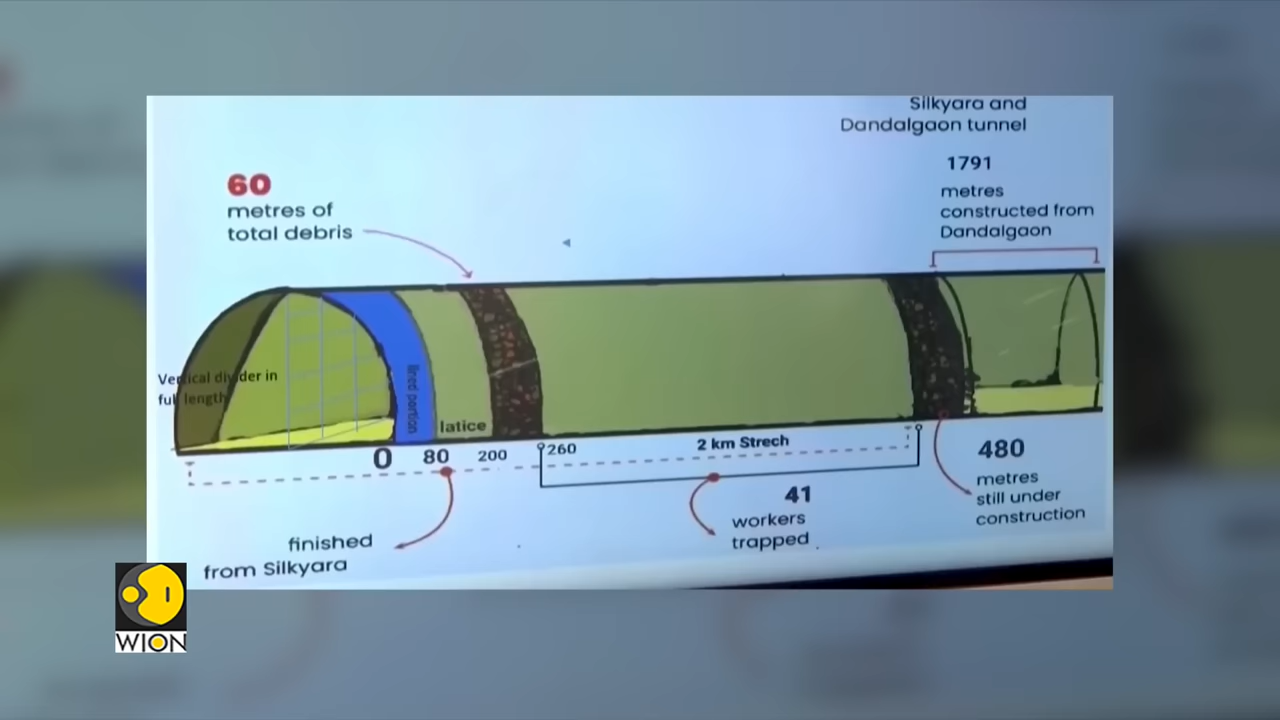 Silkyara and
Dandalgaon tunnel
1791
metres
constructed from
Dandalgaon
60
metres of
total debris
Vertical divider in
full length
lined portion
latice
0
80
200
260
2 km Strech
480
metres
still under
construction
41
workers
trapped
finished
from Silkyara
WION